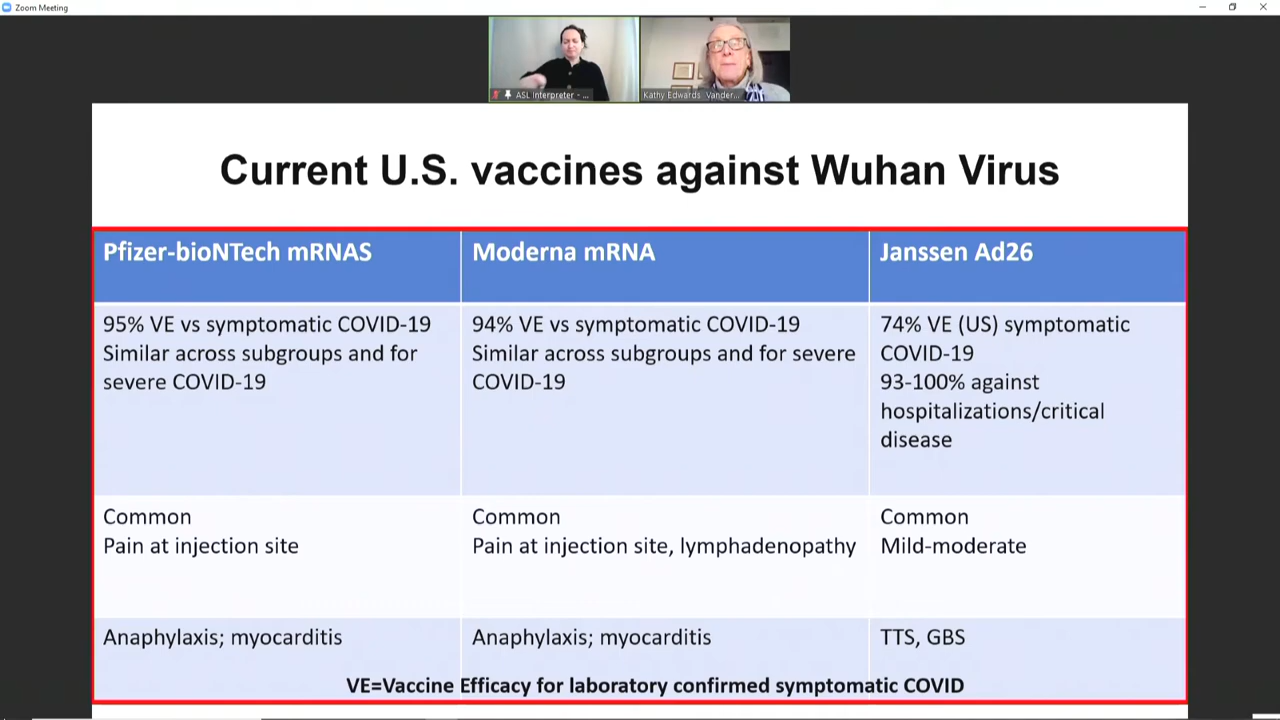 Zoom Meeting
ASL Interpreter - ...
Kathy Edwards Vander...
Current U.S. vaccines against Wuhan Virus
Pfizer-bioNTech mRNAS
Moderna mRNA
Janssen Ad26
95% VE vs symptomatic COVID-19
Similar across subgroups and for
severe COVID-19
94% VE vs symptomatic COVID-19
Similar across subgroups and for severe
COVID-19
74% VE (US) symptomatic
COVID-19
93-100% against
hospitalizations/critical
disease
Common
Pain at injection site
Common
Pain at injection site, lymphadenopathy
Common
Mild-moderate
Anaphylaxis; myocarditis
Anaphylaxis; myocarditis
TTS, GBS
VE=Vaccine Efficacy for laboratory confirmed symptomatic COVID